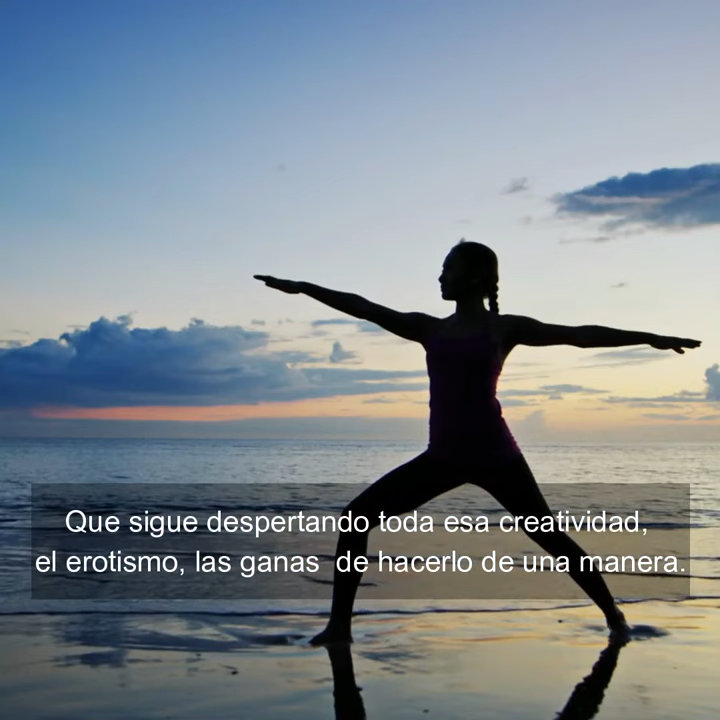 Que sigue despertando toda esa creatividad,
el erotismo, las ganas  de hacerlo de una manera.